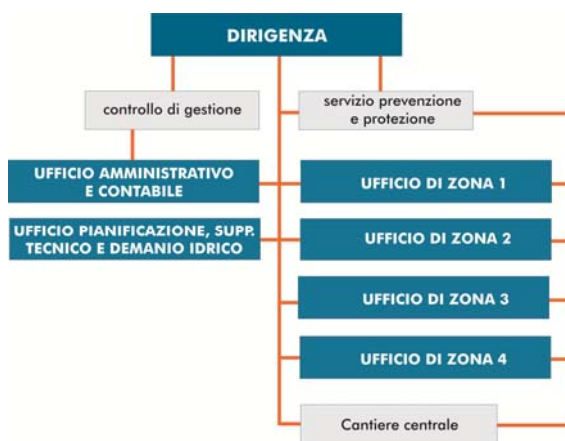 DIRIGENZA
controllo di gestione
servizio prevenzione
e protezione
UFFICIO AMMINISTRATIVO
E CONTABILE
UFFICIO DI ZONA 1
UFFICIO PIANIFICAZIONE, SUPP.
TECNICO E DEMANIO IDRICO
UFFICIO DI ZONA 2
UFFICIO DI ZONA 3
UFFICIO DI ZONA 4
Cantiere centrale